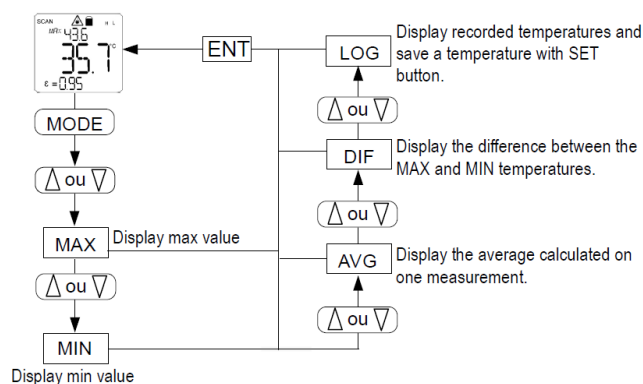 SCAN H L
MAX 43.6
35.7 °C
ε = 0.95
ENT
MODE
△ ou ▽
MAX
Display max value
△ ou ▽
MIN
Display min value
LOG
Display recorded temperatures and
save a temperature with SET
button.
△ ou ▽
DIF
Display the difference between the
MAX and MIN temperatures.
△ ou ▽
AVG
Display the average calculated on
one measurement.
△ ou ▽